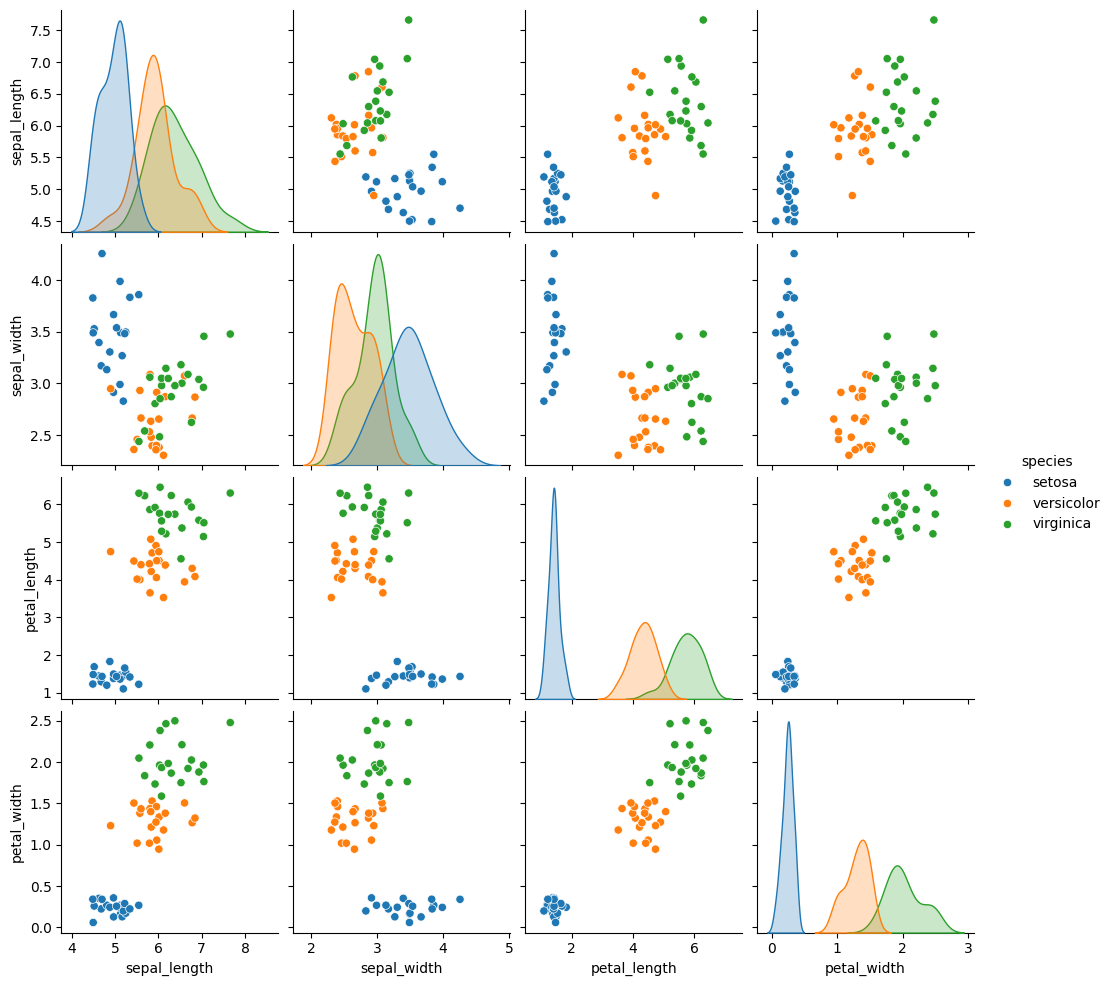 sepal_length
7.5
7.0
6.5
6.0
5.5
5.0
4.5
sepal_width
4.0
3.5
3.0
2.5
petal_length
6
5
4
3
2
1
petal_width
2.5
2.0
1.5
1.0
0.5
0.0
4 5 6 7 8
2 3 4 5
2 4 6
0 1 2 3
sepal_length sepal_width petal_length petal_width
species
setosa
versicolor
virginica